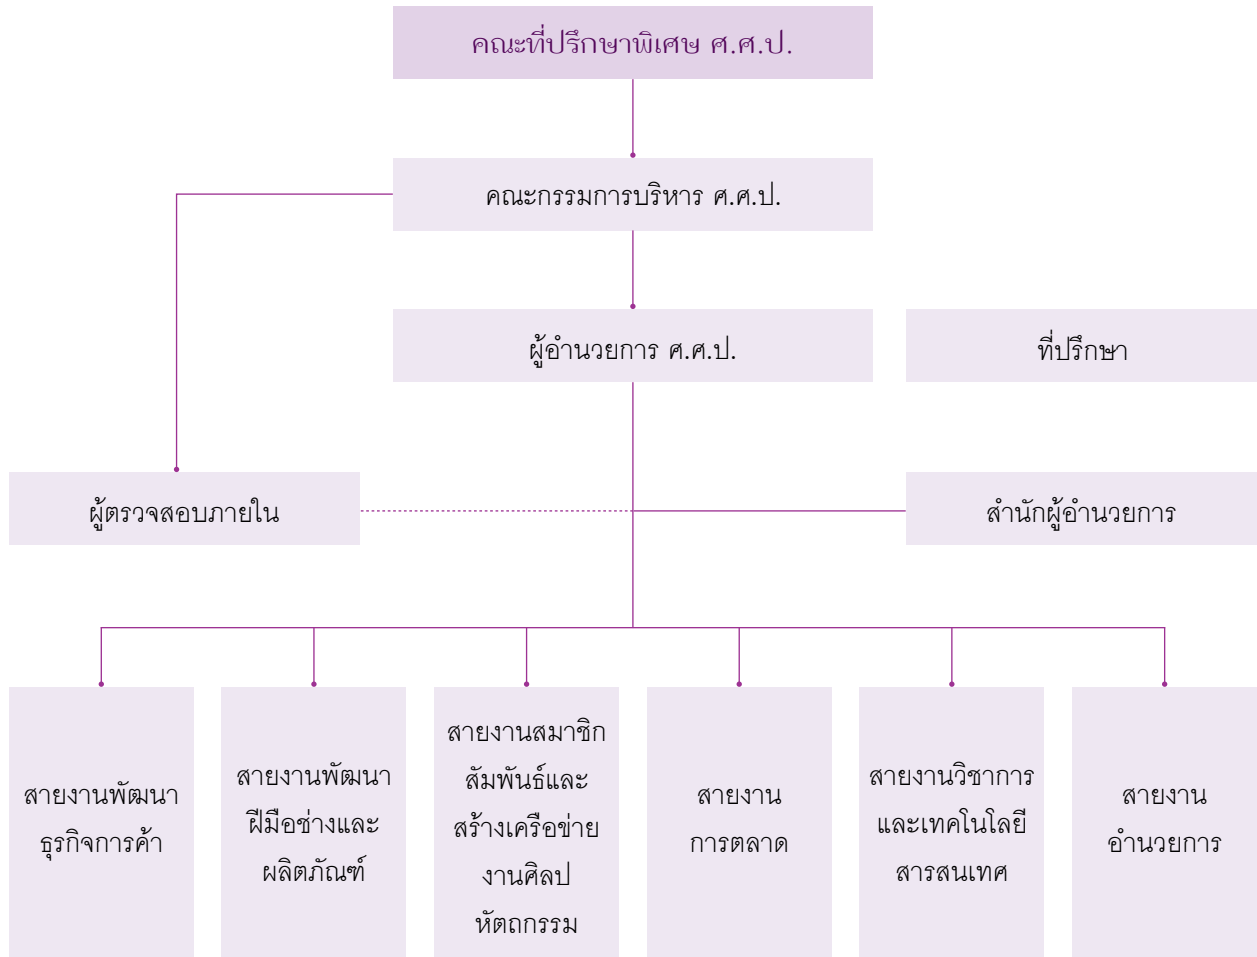 คณะที่ปรึกษาพิเศษ ศ.ศ.ป.
คณะกรรมการบริหาร ศ.ศ.ป.
ผู้อำนวยการ ศ.ศ.ป.
ที่ปรึกษา
ผู้ตรวจสอบภายใน
สำนักผู้อำนวยการ
สายงานพัฒนา
ธุรกิจการค้า
สายงานพัฒนา
ฝีมือช่างและ
ผลิตภัณฑ์
สายงานสมาชิก
สัมพันธ์และ
สร้างเครือข่าย
งานศิลป
หัตถกรรม
สายงาน
การตลาด
สายงานวิชาการ
และเทคโนโลยี
สารสนเทศ
สายงาน
อำนวยการ